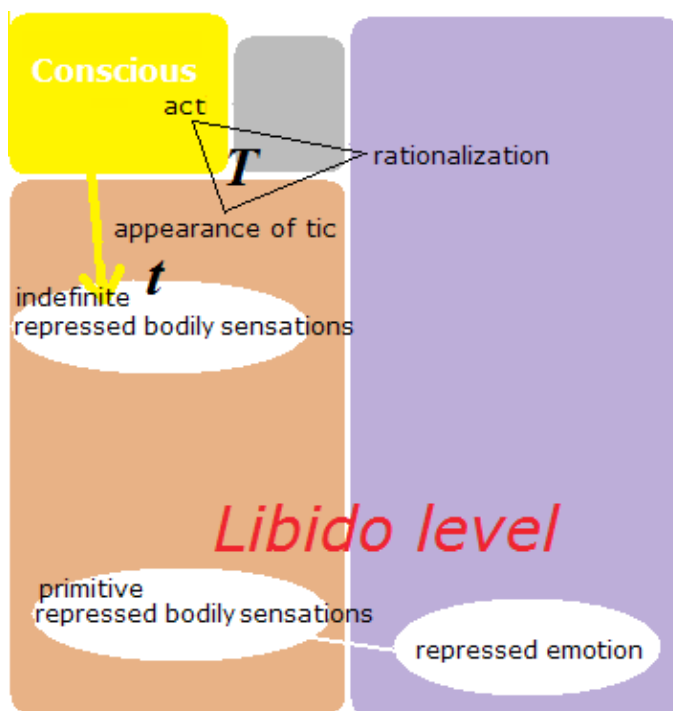 Conscious
act
T
rationalization
appearance of tic
t
indefinite
repressed bodily sensations
Libido level
primitive
repressed bodily sensations
repressed emotion